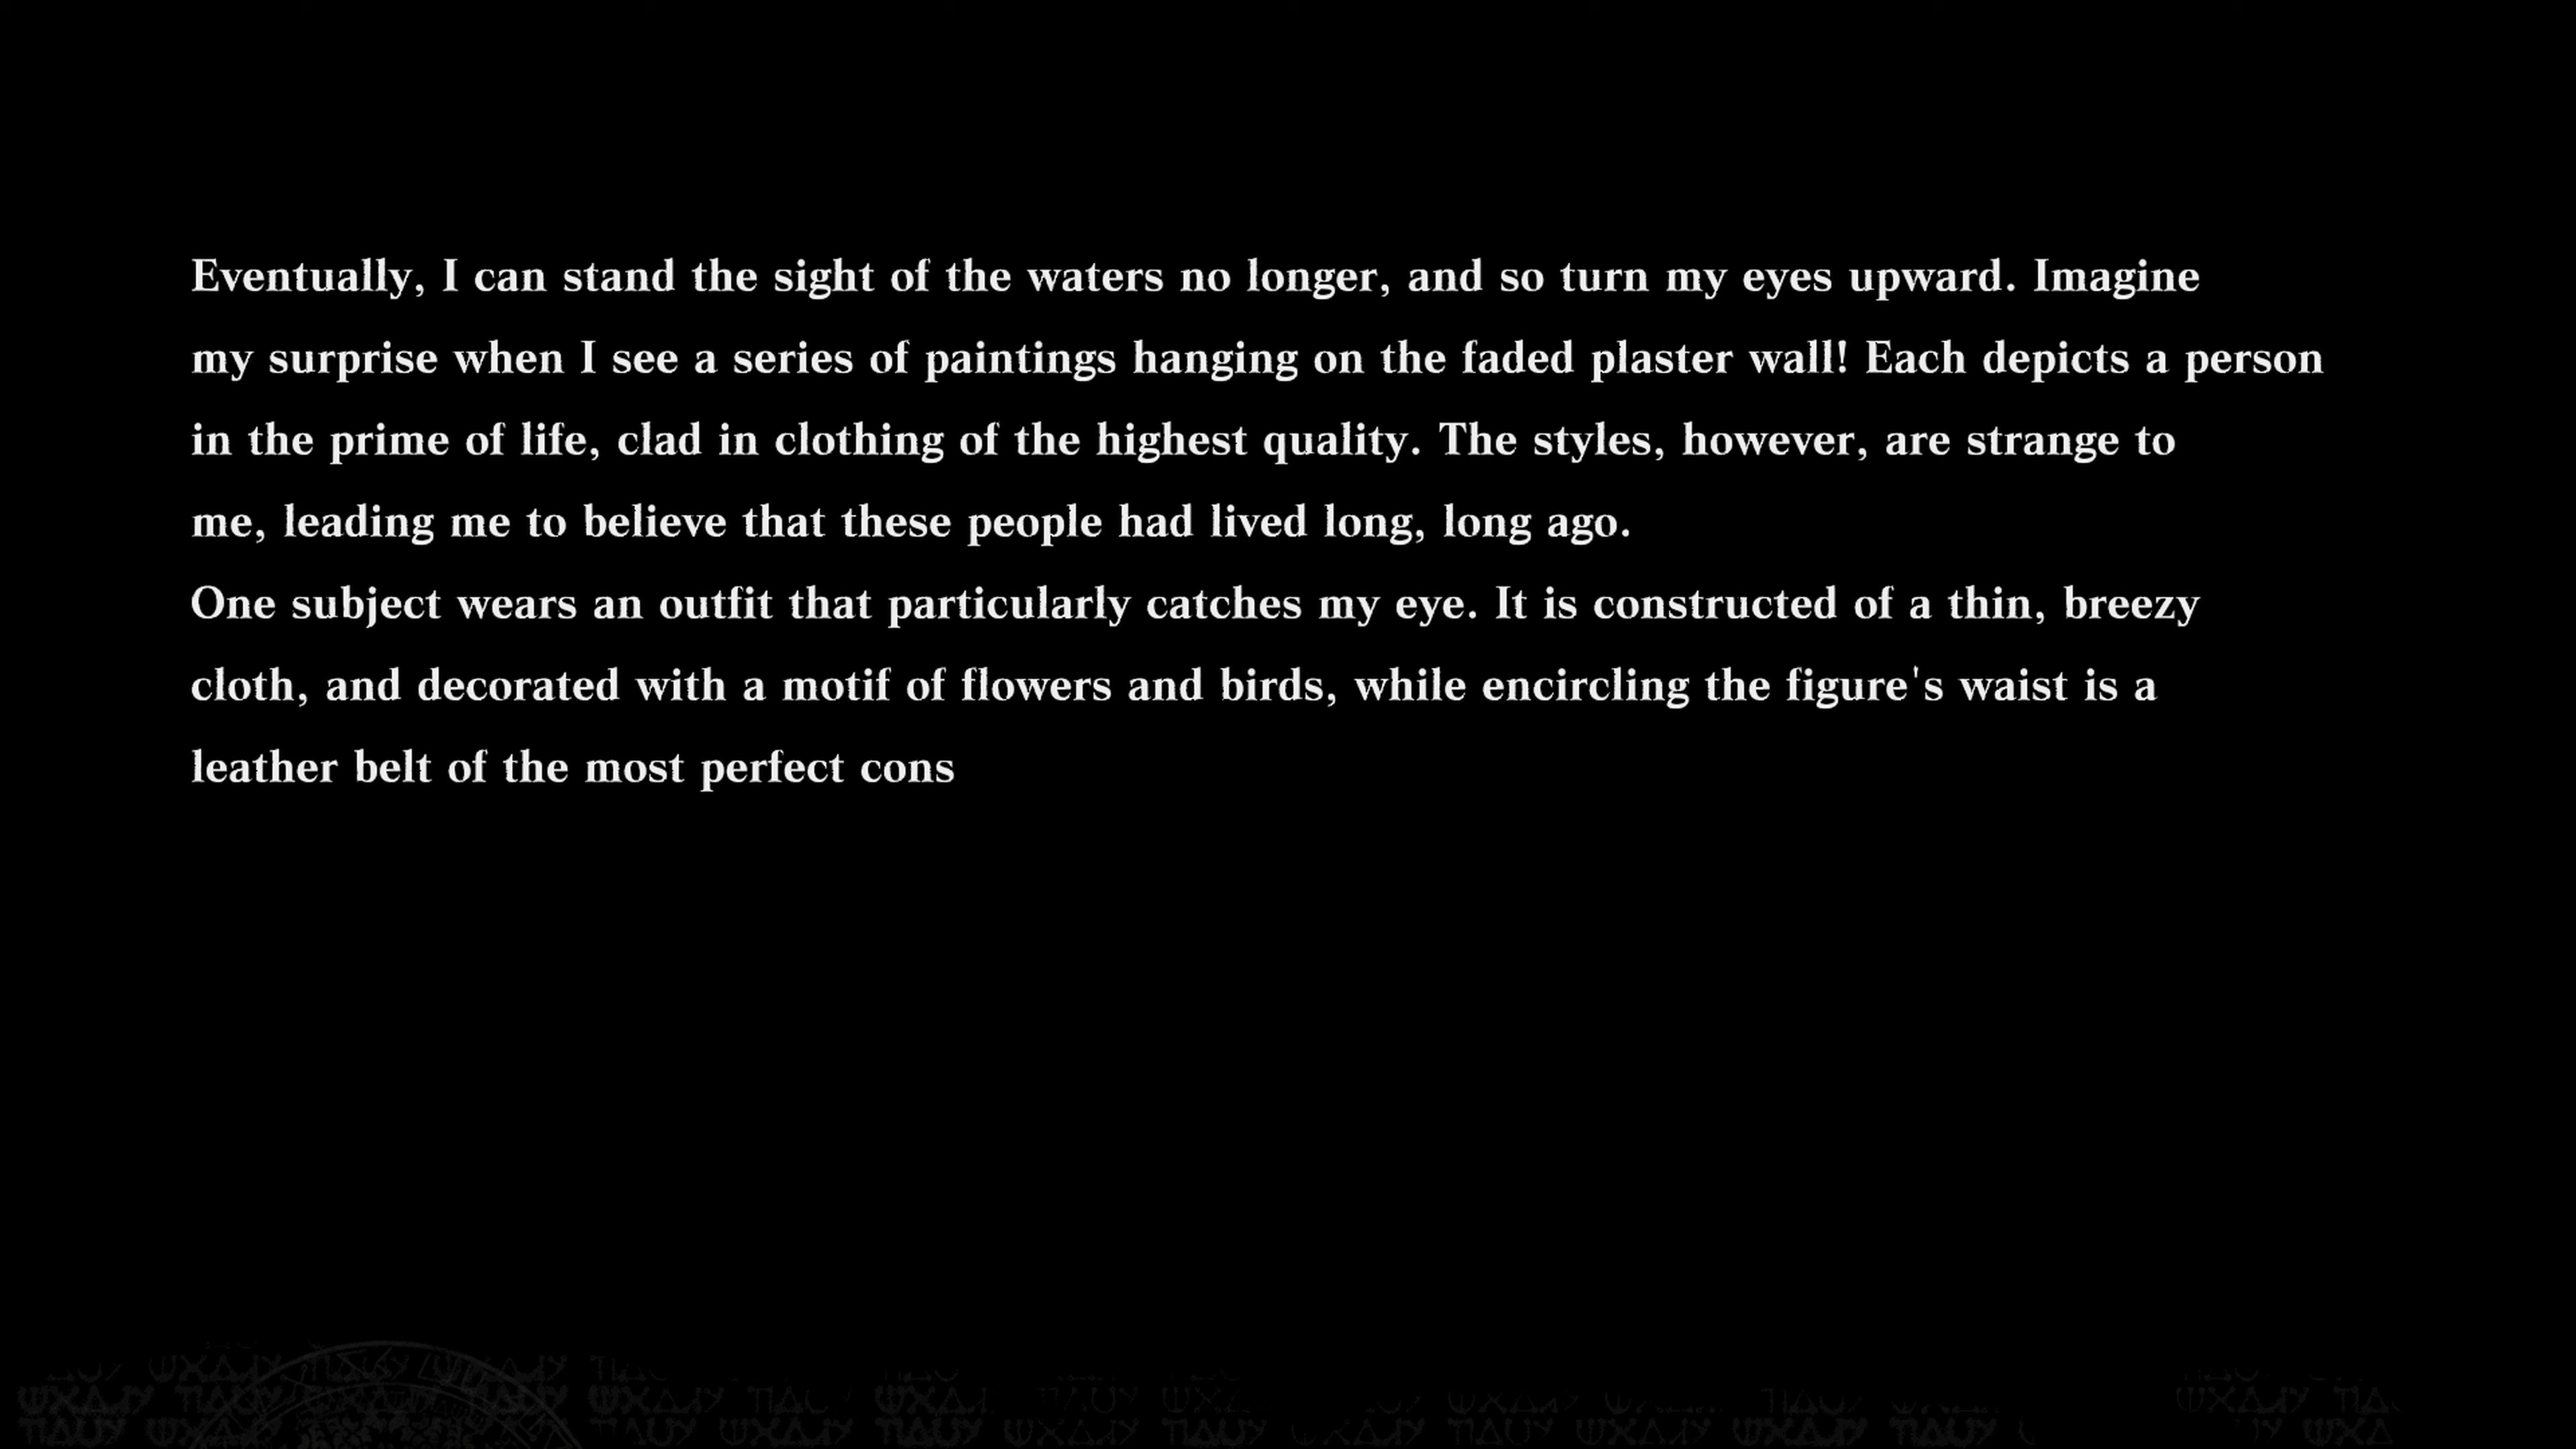 Eventually, I can stand the sight of the waters no longer, and so turn my eyes upward. Imagine
my surprise when I see a series of paintings hanging on the faded plaster wall! Each depicts a person
in the prime of life, clad in clothing of the highest quality. The styles, however, are strange to
me, leading me to believe that these people had lived long, long ago.
One subject wears an outfit that particularly catches my eye. It is constructed of a thin, breezy
cloth, and decorated with a motif of flowers and birds, while encircling the figure's waist is a
leather belt of the most perfect cons